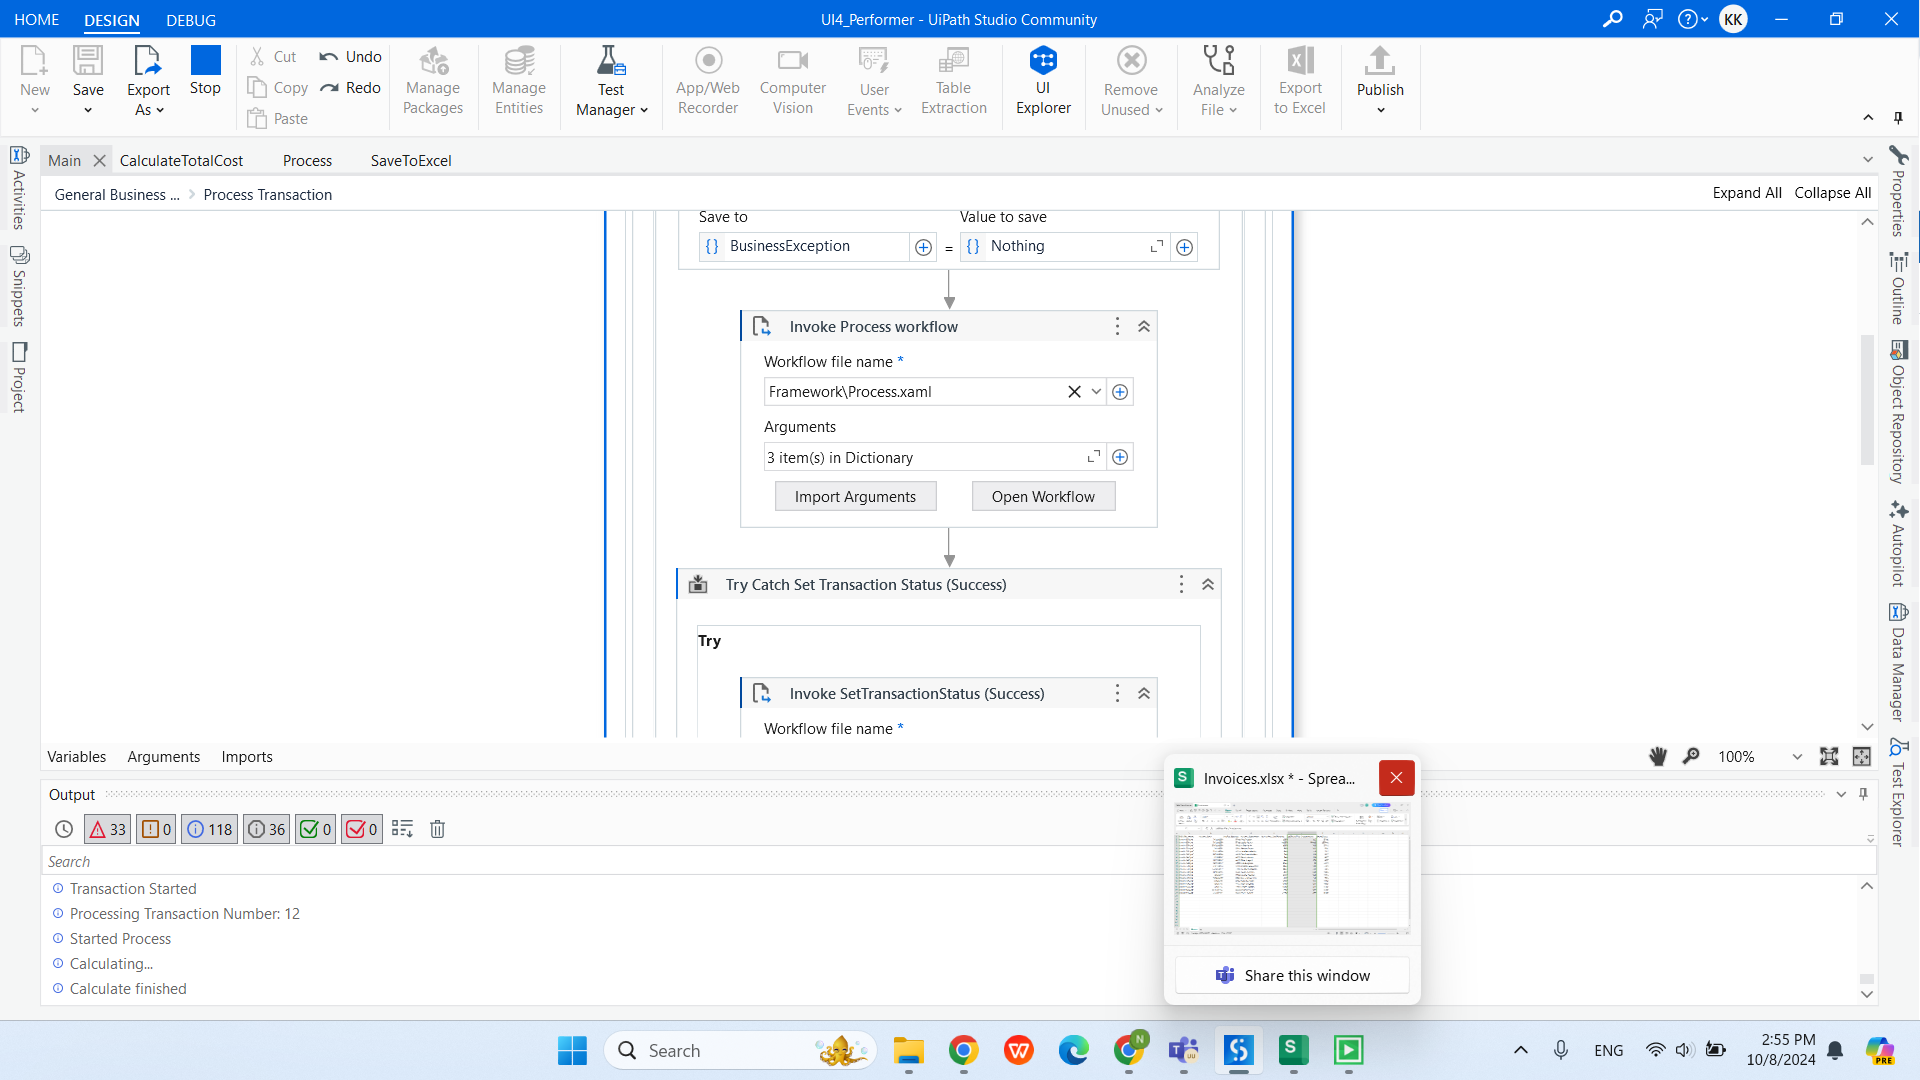 HOME DESIGN DEBUG
UI4_Performer - UiPath Studio Community
KK
New
Save
Export As
Stop
Cut
Copy
Paste
Undo
Redo
Manage Packages
Manage Entities
Test Manager
App/Web Recorder
Computer Vision
User Events
Table Extraction
UI Explorer
Remove Unused
Analyze File
Export to Excel
Publish
Main CalculateTotalCost Process SaveToExcel
General Business ... > Process Transaction
Expand All Collapse All
Activities
Snippets
Project
Save to Value to save
BusinessException = Nothing
Invoke Process workflow
Workflow file name *
Framework\Process.xaml
Arguments
3 item(s) in Dictionary
Import Arguments Open Workflow
Try Catch Set Transaction Status (Success)
Try
Invoke SetTransactionStatus (Success)
Workflow file name *
Properties
Outline
Object Repository
Autopilot
Data Manager
Test Explorer
Variables Arguments Imports
100%
Output
33 0 118 36 0 0
Search
Transaction Started
Processing Transaction Number: 12
Started Process
Calculating...
Calculate finished
Invoices.xlsx * - Sprea...
Share this window
Search
N
ENG
2:55 PM
10/8/2024
PRE